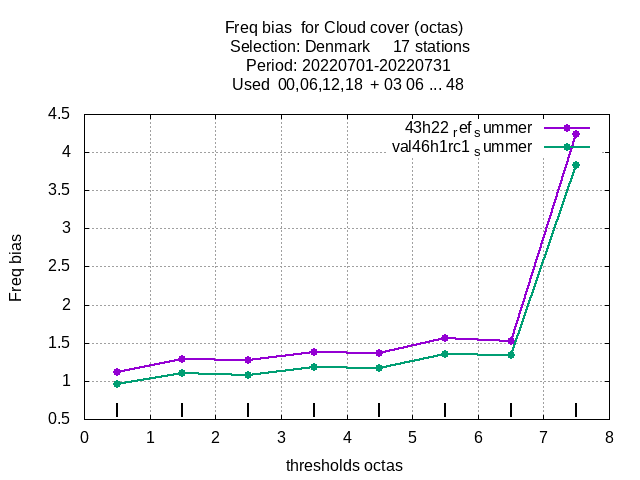 Freq bias  for Cloud cover (octas)
Selection: Denmark     17 stations
Period: 20220701-20220731
Used  00,06,12,18  + 03 06 ... 48
43h22ref summer
val46h1rc1 summer
4.5
4
3.5
3
2.5
2
1.5
1
0.5
Freq bias
0 1 2 3 4 5 6 7 8
thresholds octas